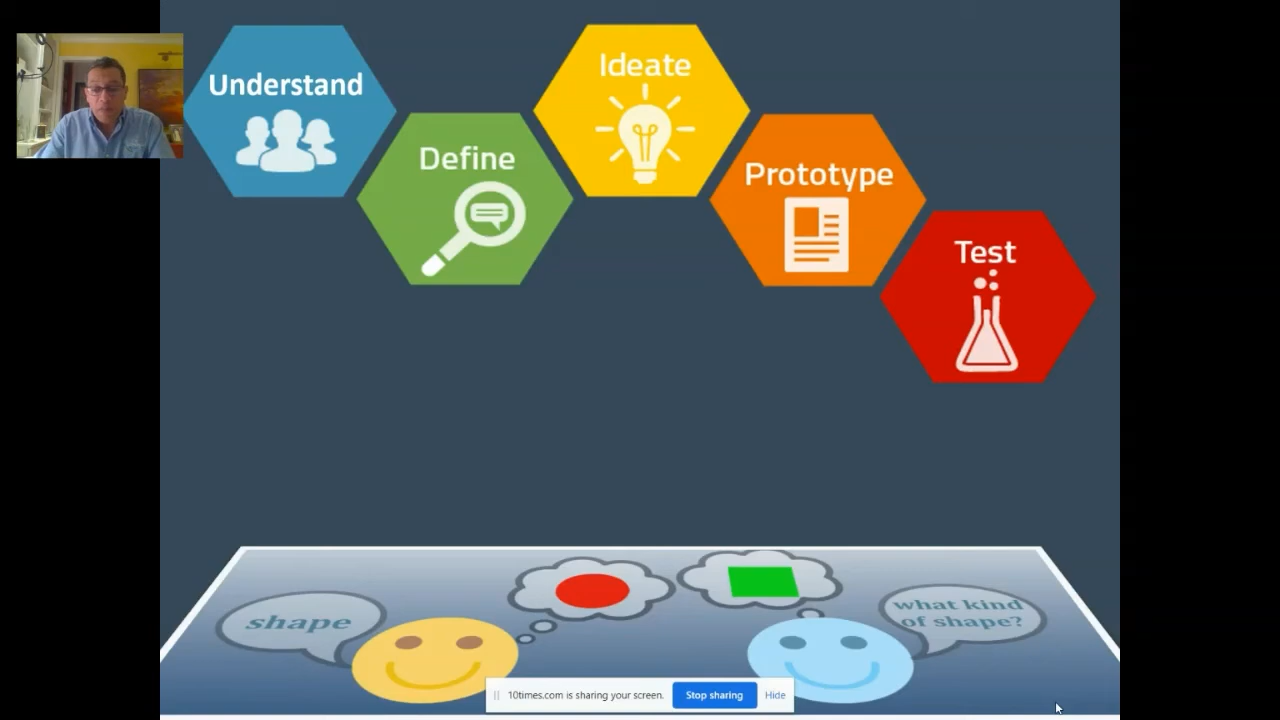 Understand
Define
Ideate
Prototype
Test
shape
what kind
of shape?
10times.com is sharing your screen.
Stop sharing
Hide